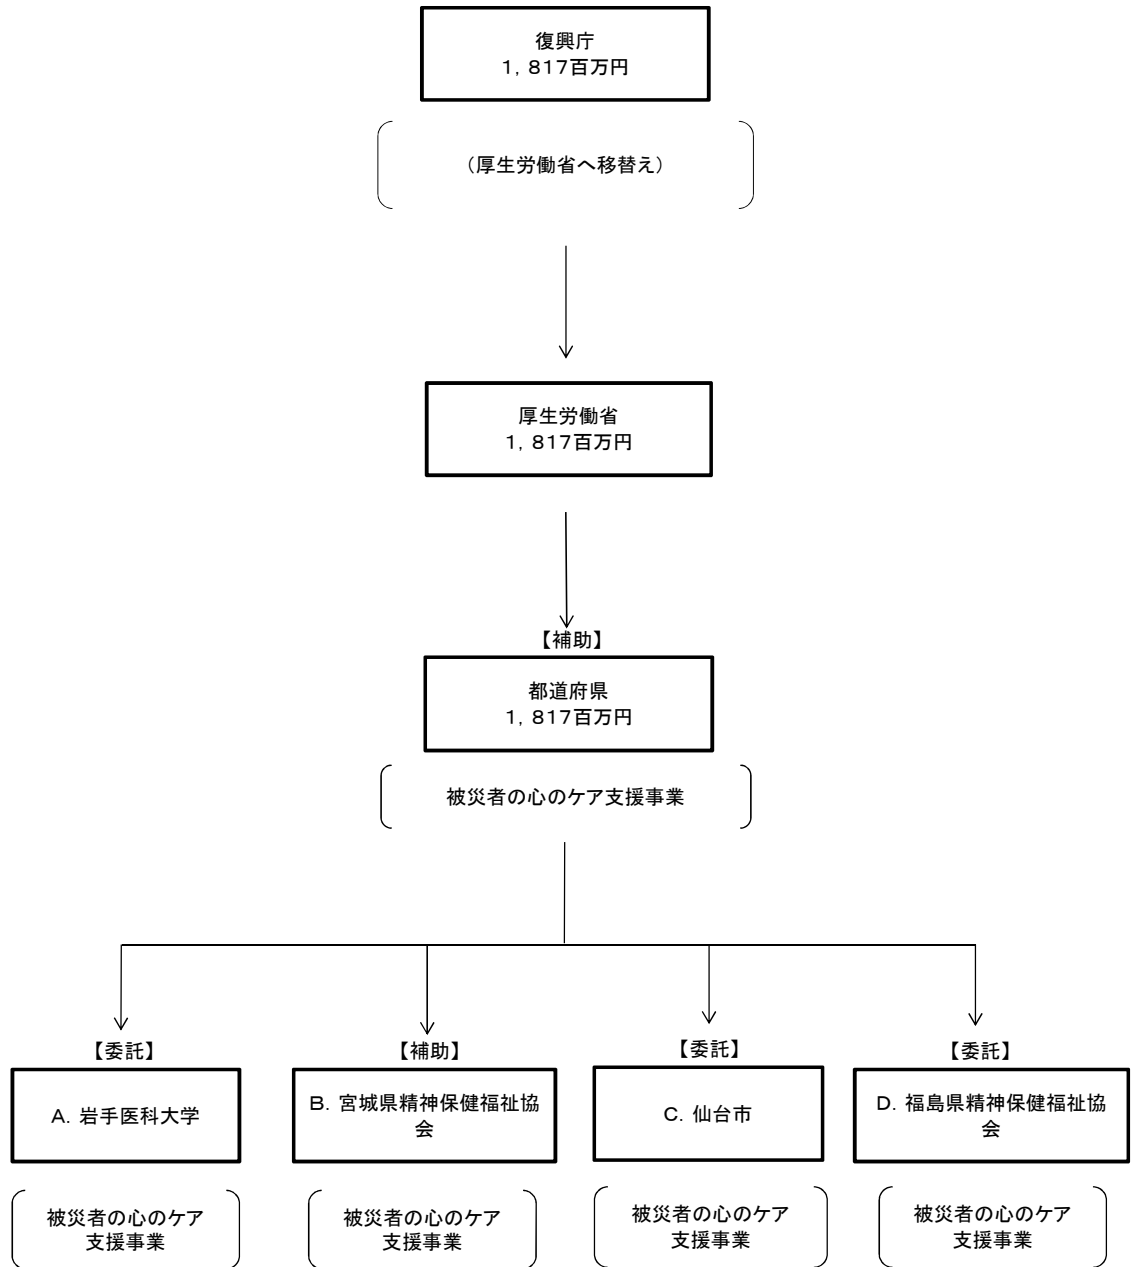 復興庁
１，８１７百万円
（厚生労働省へ移替え）
厚生労働省
１，８１７百万円
【補助】
都道府県
１，８１７百万円
被災者の心のケア支援事業
【委託】
【補助】
【委託】
【委託】
Ａ．岩手医科大学
Ｂ．宮城県精神保健福祉協
会
Ｃ．仙台市
Ｄ．福島県精神保健福祉協
会
被災者の心のケア
支援事業
被災者の心のケア
支援事業
被災者の心のケア
支援事業
被災者の心のケア
支援事業